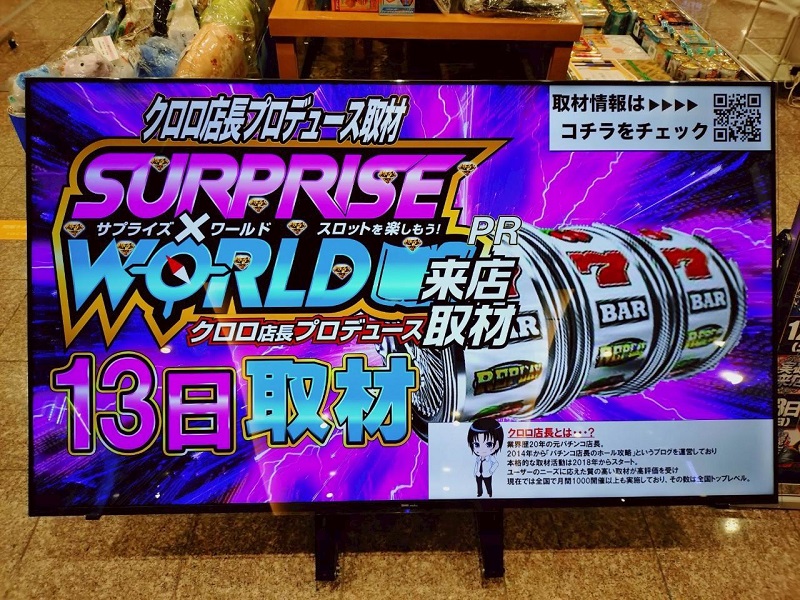 クロロ店長プロデュース取材
取材情報は▶▶▶▶
コチラをチェック
SURPRISE
サプライズ×ワールド スロットを楽しもう!
WORLD
PR
来店
取材
クロロ店長プロデュース
13日取材
7
7
BAR
BAR
REPLAY
REPLAY
クロロ店長とは・・・?
業界歴20年の元パチンコ店長。
2014年から「パチンコ店長のホール攻略」というブログを運営しており
本格的な取材活動は2018年からスタート。
ユーザーのニーズに応えた質の高い取材が高評価を受け
現在では全国で月間1000開催以上も実施しており、その数は全国トップレベル。